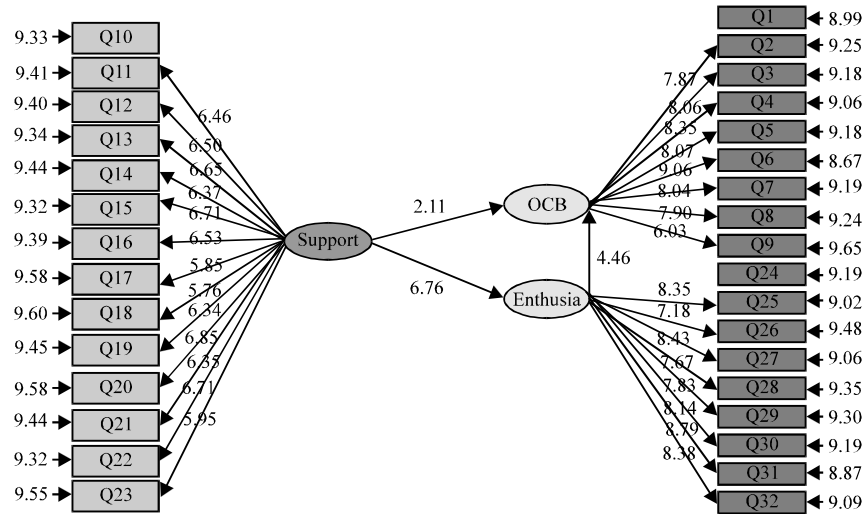 9.33 Q10
9.41 Q11
9.40 Q12
9.34 Q13
9.44 Q14
9.32 Q15
9.39 Q16
9.58 Q17
9.60 Q18
9.45 Q19
9.58 Q20
9.44 Q21
9.32 Q22
9.55 Q23
6.46
6.50
6.65
6.37
6.71
6.53
5.85
5.76
6.34
6.85
6.35
6.71
5.95
Support
2.11
6.76
OCB
4.46
Enthusia
7.87
8.06
8.35
8.07
9.06
8.04
7.90
6.03
8.35
7.18
8.43
7.67
7.83
8.14
8.79
8.38
Q1 8.99
Q2 9.25
Q3 9.18
Q4 9.06
Q5 9.18
Q6 8.67
Q7 9.19
Q8 9.24
Q9 9.65
Q24 9.19
Q25 9.02
Q26 9.48
Q27 9.06
Q28 9.35
Q29 9.30
Q30 9.19
Q31 8.87
Q32 9.09